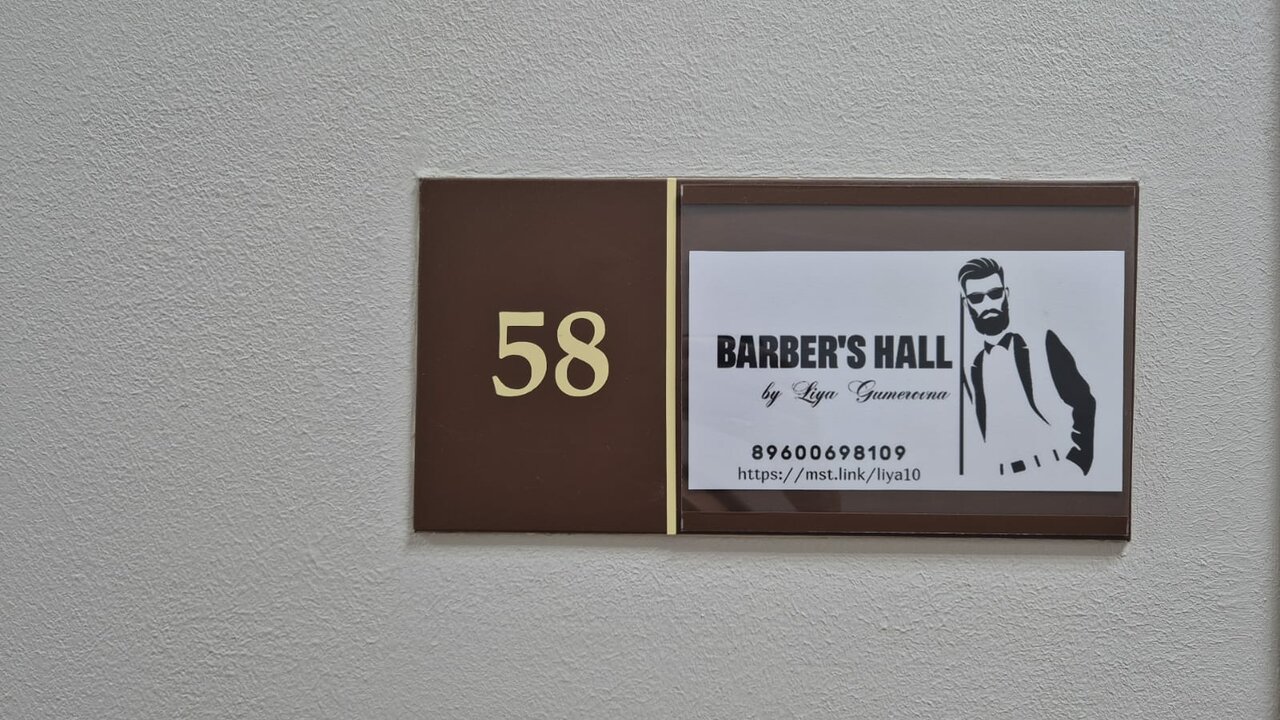 58
BARBER'S HALL
by Liya Gumerovna
89600698109
https://mst.link/liya10